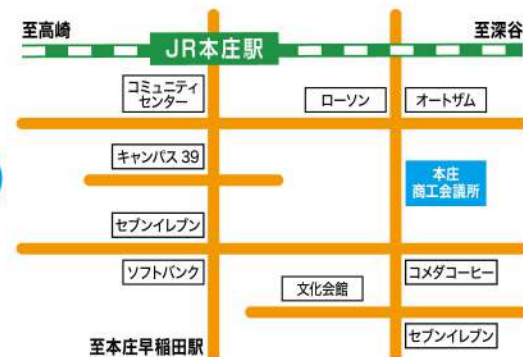 至高崎
至深谷
JR本庄駅
コミュニティ
センター
ローソン
オートザム
キャンパス39
本庄
商工会議所
セブンイレブン
ソフトバンク
コメダコーヒー
文化会館
セブンイレブン
至本庄早稲田駅